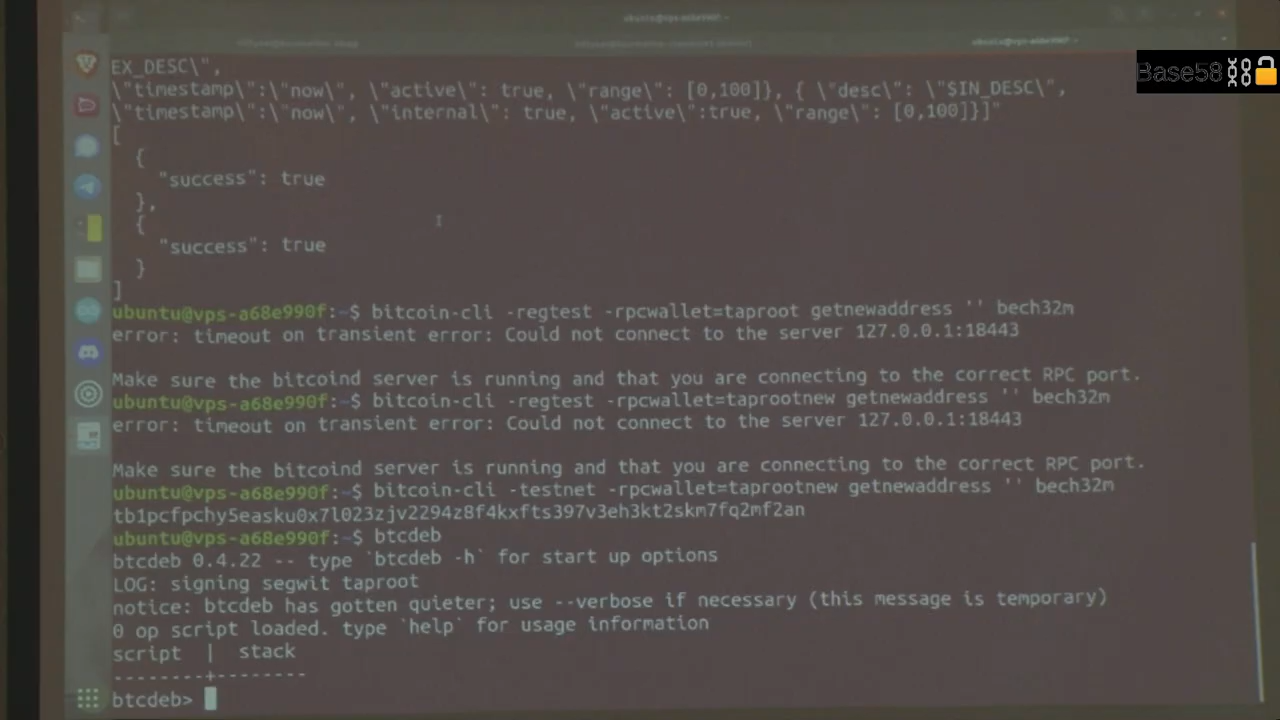 Base58
EX_DESC\",
\"timestamp\":\"now\", \"active\": true, \"range\": [0,100]}, { \"desc\": \"$IN_DESC\",
\"timestamp\":\"now\", \"internal\": true, \"active\":true, \"range\": [0,100]}]"
[
{
"success": true
},
{
"success": true
}
]
ubuntu@vps-a68e990f:~$ bitcoin-cli -regtest -rpcwallet=taproot getnewaddress '' bech32m
error: timeout on transient error: Could not connect to the server 127.0.0.1:18443
Make sure the bitcoind server is running and that you are connecting to the correct RPC port.
ubuntu@vps-a68e990f:~$ bitcoin-cli -regtest -rpcwallet=taprootnew getnewaddress '' bech32m
error: timeout on transient error: Could not connect to the server 127.0.0.1:18443
Make sure the bitcoind server is running and that you are connecting to the correct RPC port.
ubuntu@vps-a68e990f:~$ bitcoin-cli -testnet -rpcwallet=taprootnew getnewaddress '' bech32m
tb1pcfpchy5easku0x7l023zjv2294z8f4kxfts397v3eh3kt2skm7fq2mf2an
ubuntu@vps-a68e990f:~$ btcdeb
btcdeb 0.4.22 -- type `btcdeb -h` for start up options
LOG: signing segwit taproot
notice: btcdeb has gotten quieter; use --verbose if necessary (this message is temporary)
0 op script loaded. type `help` for usage information
script | stack
--------+--------
btcdeb>